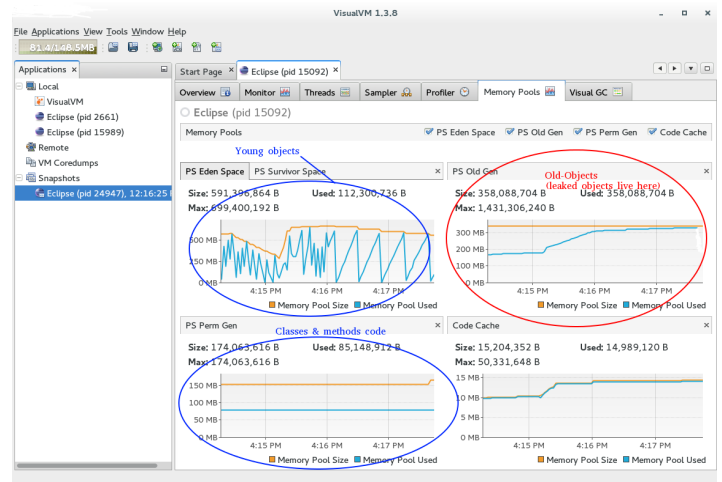 VisualVM 1.3.8
File Applications View Tools Window Help
81.4/148.5MB
Applications ×
Start Page × Eclipse (pid 15092) ×
Local
VisualVM
Eclipse (pid 2661)
Eclipse (pid 15989)
Remote
VM Coredumps
Snapshots
Eclipse (pid 24947), 12:16:25
Overview Monitor Threads Sampler Profiler Memory Pools Visual GC
Eclipse (pid 15092)
Memory Pools PS Eden Space PS Old Gen PS Perm Gen Code Cache
Young objects
PS Eden Space PS Survivor Space ×
Size: 591,396,864 B Used: 112,300,736 B
Max: 699,400,192 B
500 MB
250 MB
0 MB
4:15 PM 4:16 PM 4:17 PM
Memory Pool Size Memory Pool Used
PS Old Gen ×
Old-Objects
(leaked objects live here)
Size: 358,088,704 B Used: 358,088,704 B
Max: 1,431,306,240 B
300 MB
200 MB
100 MB
0 MB
4:15 PM 4:16 PM 4:17 PM
Memory Pool Size Memory Pool Used
PS Perm Gen ×
Classes & methods code
Size: 174,063,616 B Used: 85,148,912 B
Max: 174,063,616 B
150 MB
100 MB
50 MB
0 MB
4:15 PM 4:16 PM 4:17 PM
Memory Pool Size Memory Pool Used
Code Cache ×
Size: 15,204,352 B Used: 14,989,120 B
Max: 50,331,648 B
15 MB
10 MB
5 MB
0 MB
4:15 PM 4:16 PM 4:17 PM
Memory Pool Size Memory Pool Used